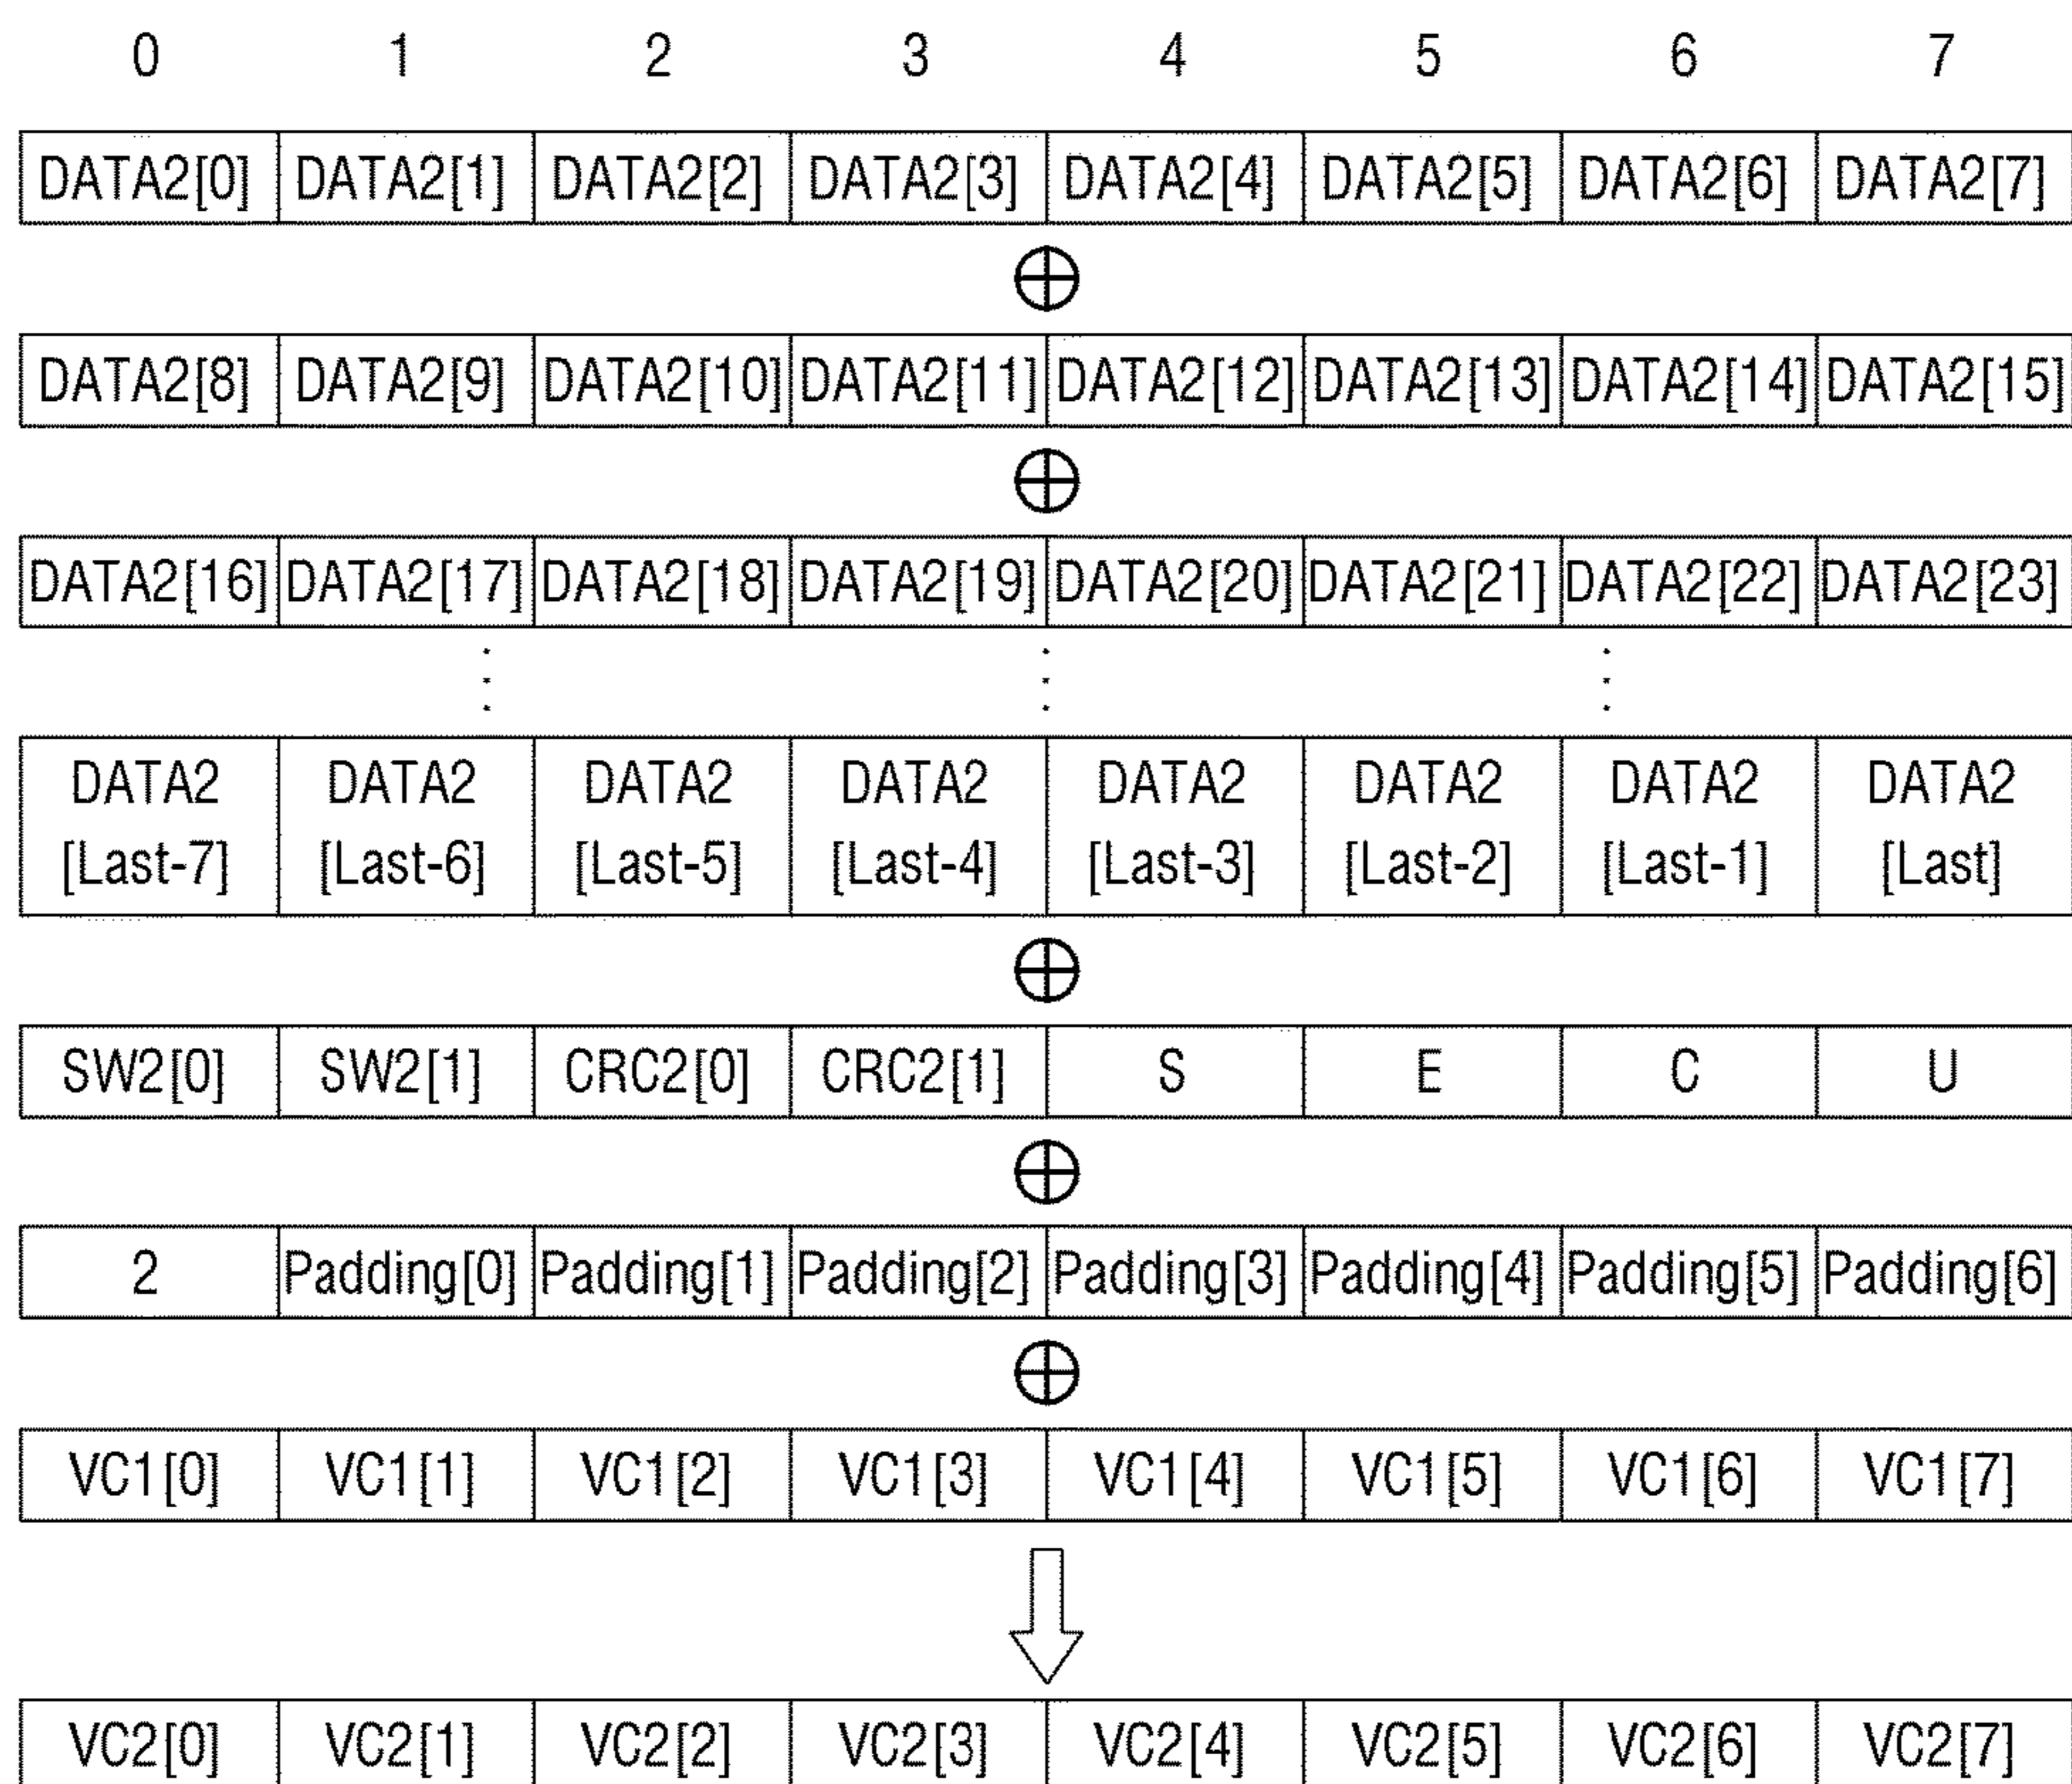 0 1 2 3 4 5 6 7
DATA2[0] DATA2[1] DATA2[2] DATA2[3] DATA2[4] DATA2[5] DATA2[6] DATA2[7]
⊕
DATA2[8] DATA2[9] DATA2[10] DATA2[11] DATA2[12] DATA2[13] DATA2[14] DATA2[15]
⊕
DATA2[16] DATA2[17] DATA2[18] DATA2[19] DATA2[20] DATA2[21] DATA2[22] DATA2[23]
DATA2 DATA2 DATA2 DATA2 DATA2 DATA2 DATA2 DATA2
[Last-7] [Last-6] [Last-5] [Last-4] [Last-3] [Last-2] [Last-1] [Last]
⊕
SW2[0] SW2[1] CRC2[0] CRC2[1] S E C U
⊕
2 Padding[0] Padding[1] Padding[2] Padding[3] Padding[4] Padding[5] Padding[6]
⊕
VC1[0] VC1[1] VC1[2] VC1[3] VC1[4] VC1[5] VC1[6] VC1[7]
VC2[0] VC2[1] VC2[2] VC2[3] VC2[4] VC2[5] VC2[6] VC2[7]